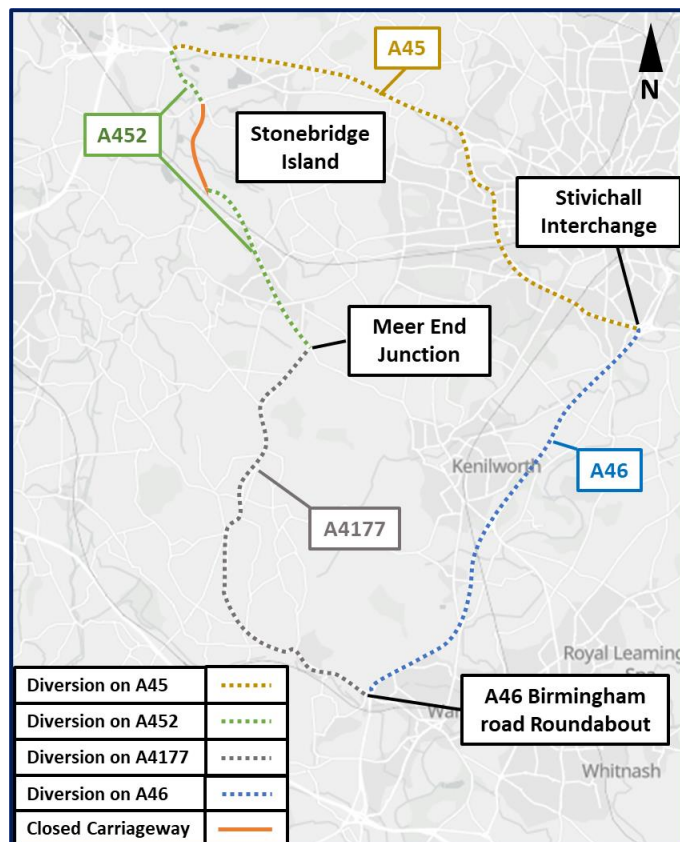 A45
N
A452
Stonebridge
Island
Stivichall
Interchange
Meer End
Junction
Kenilworth
A46
A4177
Royal Leaming
A46 Birmingham
road Roundabout
Whitnash
Diversion on A45
Diversion on A452
Diversion on A4177
Diversion on A46
Closed Carriageway